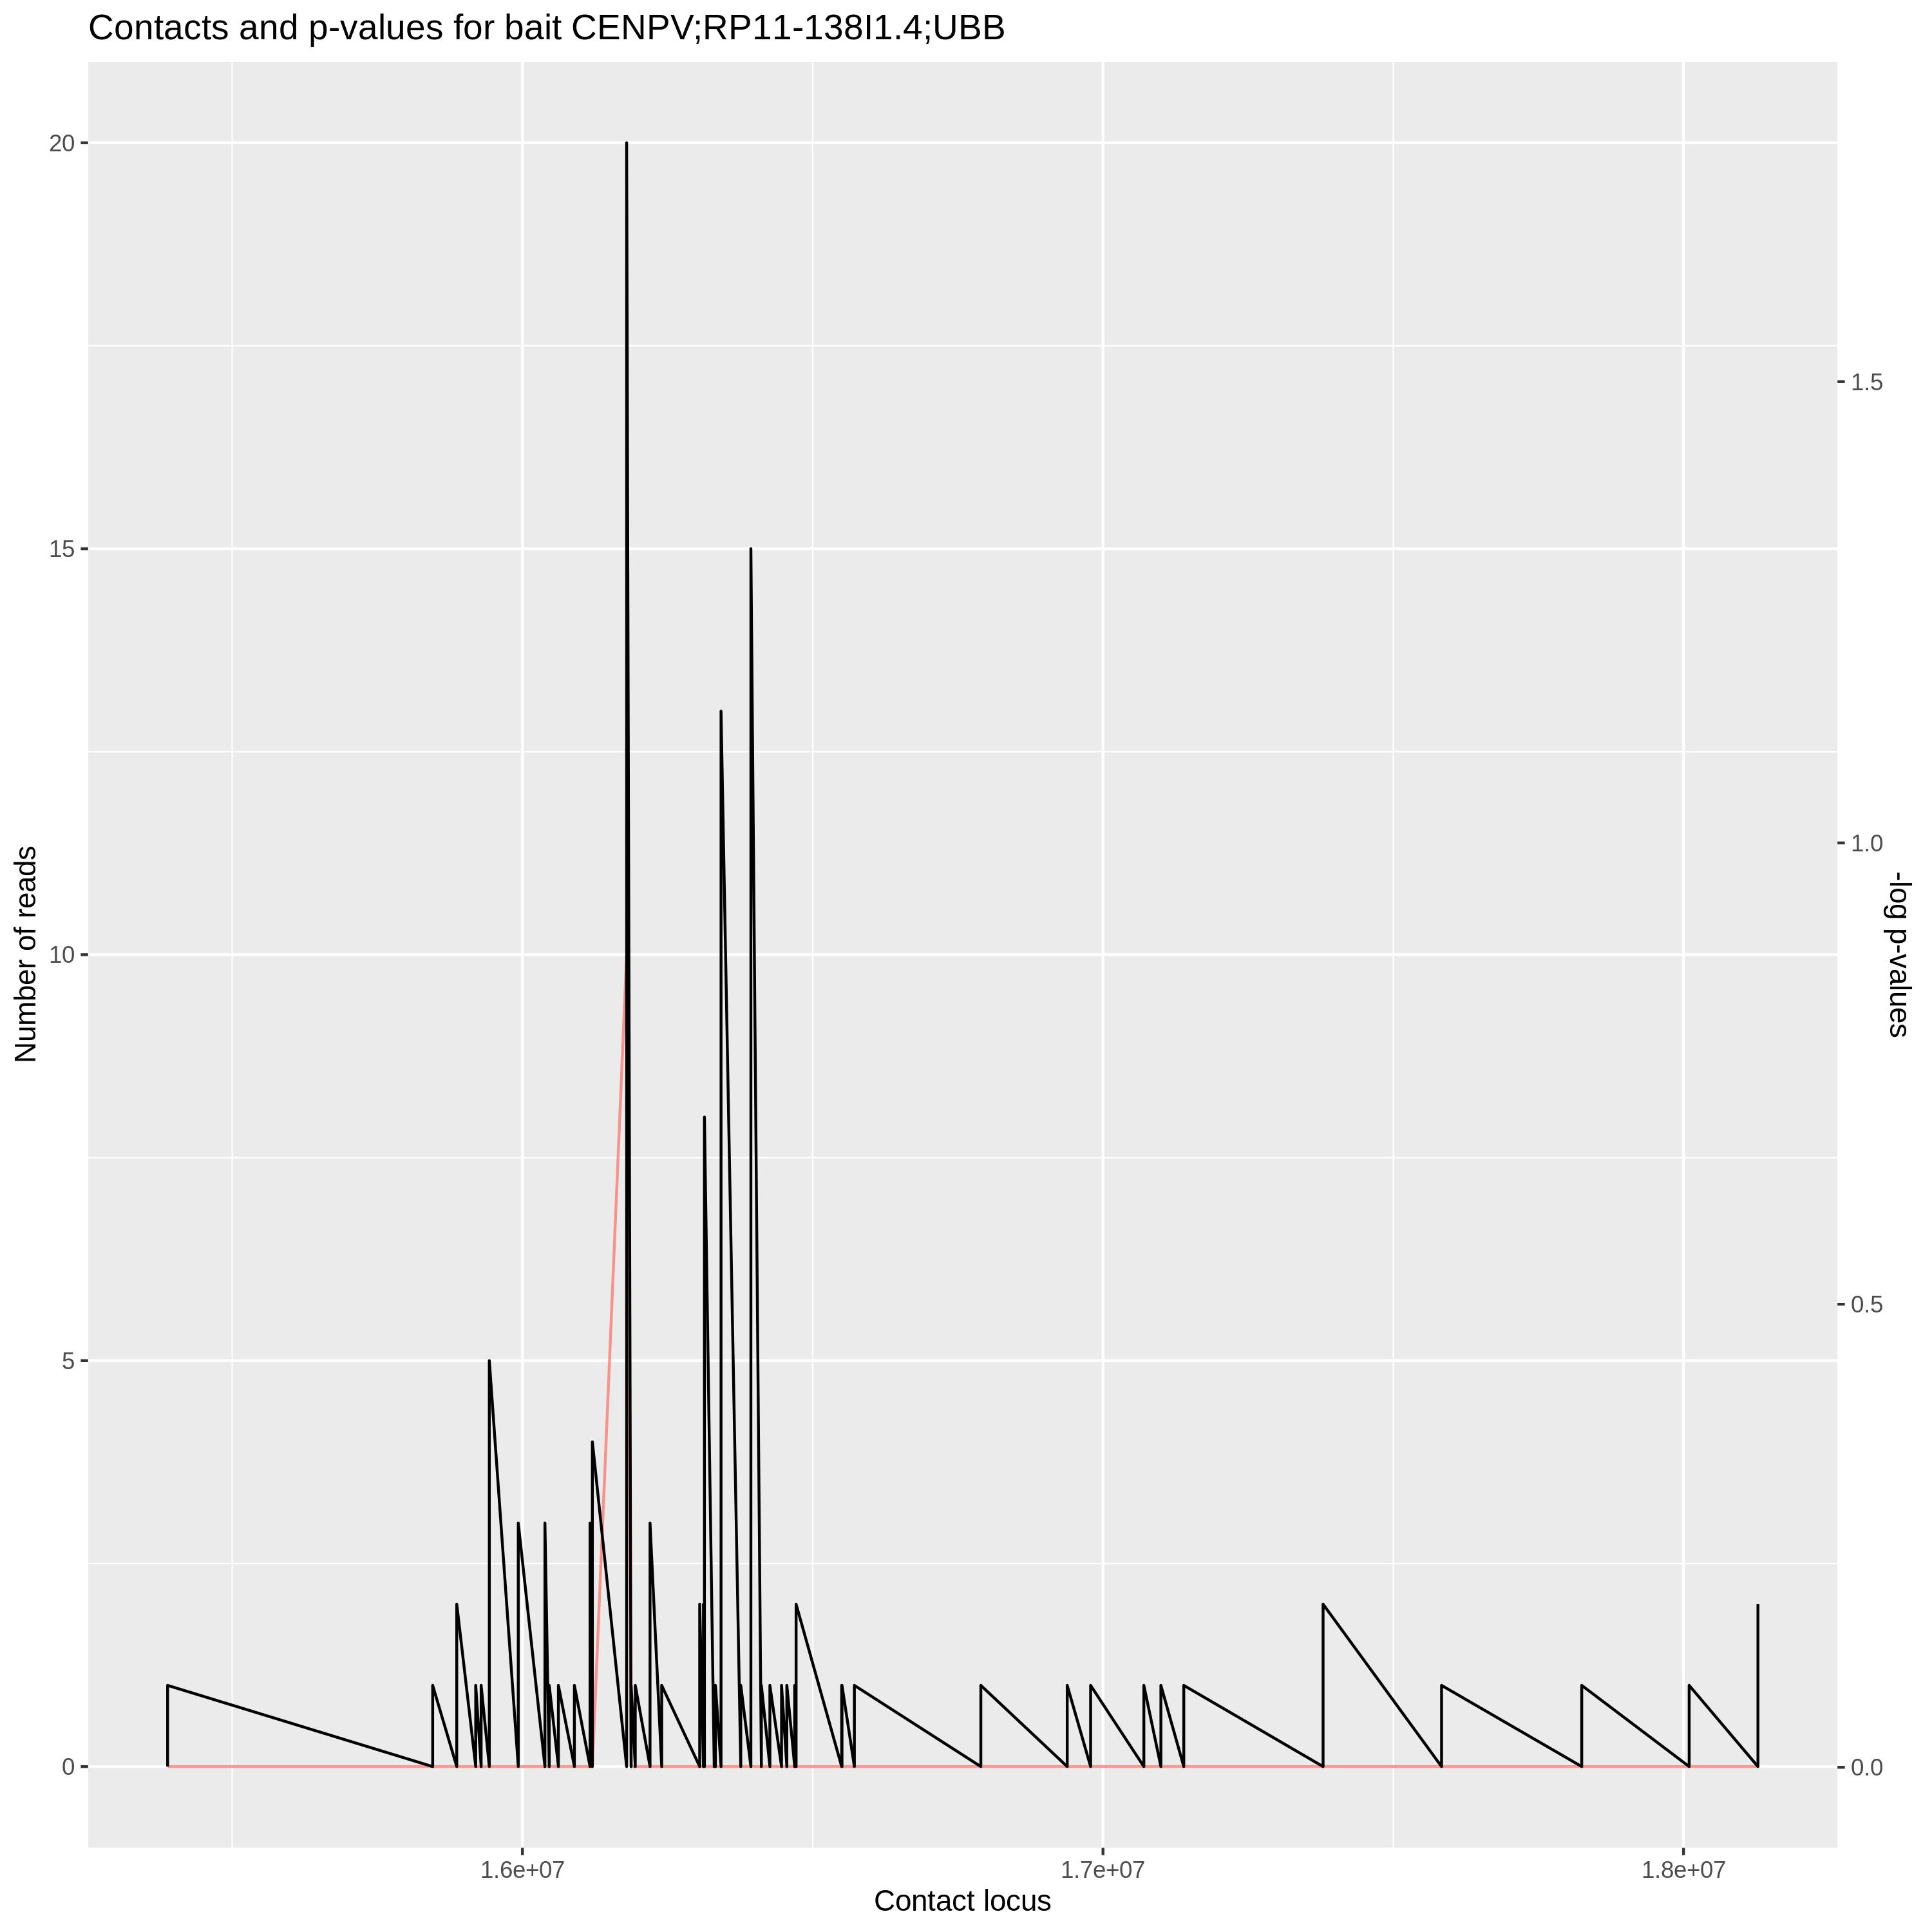 Contacts and p-values for bait CENPV;RP11-138I1.4;UBB
20
15
10
5
0
Number of reads
1.5
1.0
0.5
0.0
-log p-values
1.6e+07
1.7e+07
1.8e+07
Contact locus